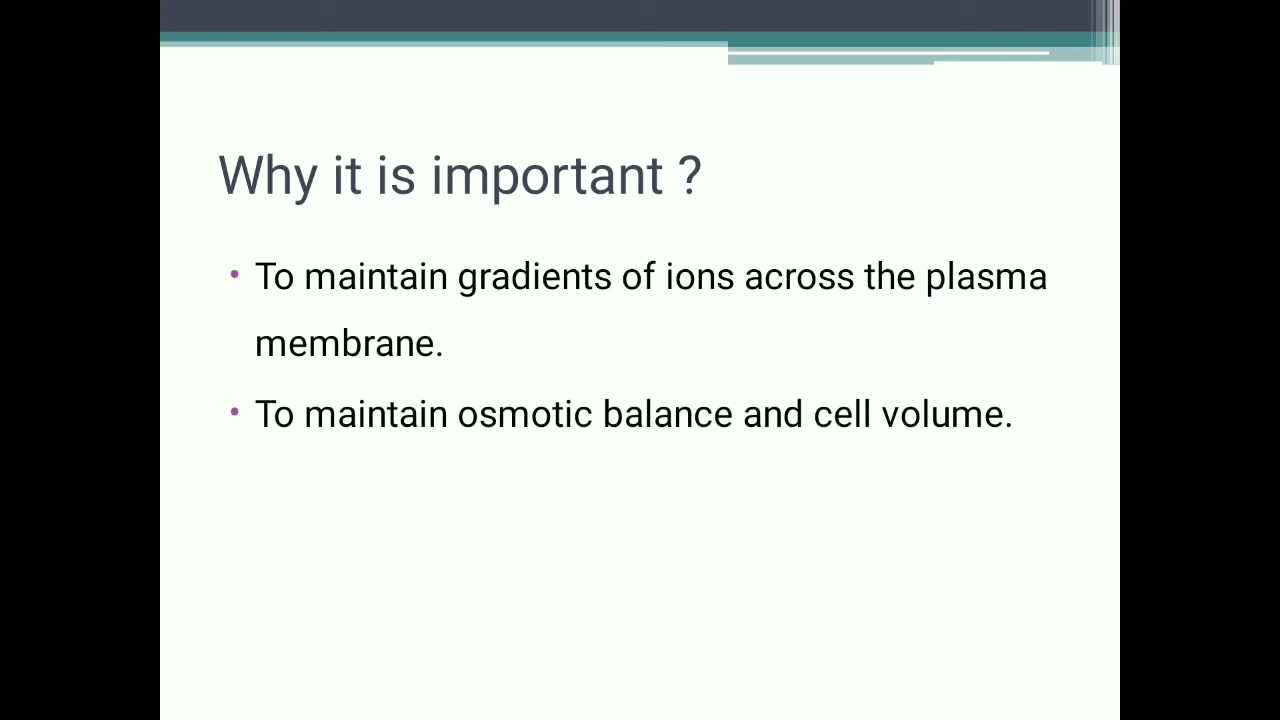 Why it is important ?
• To maintain gradients of ions across the plasma
membrane.
• To maintain osmotic balance and cell volume.